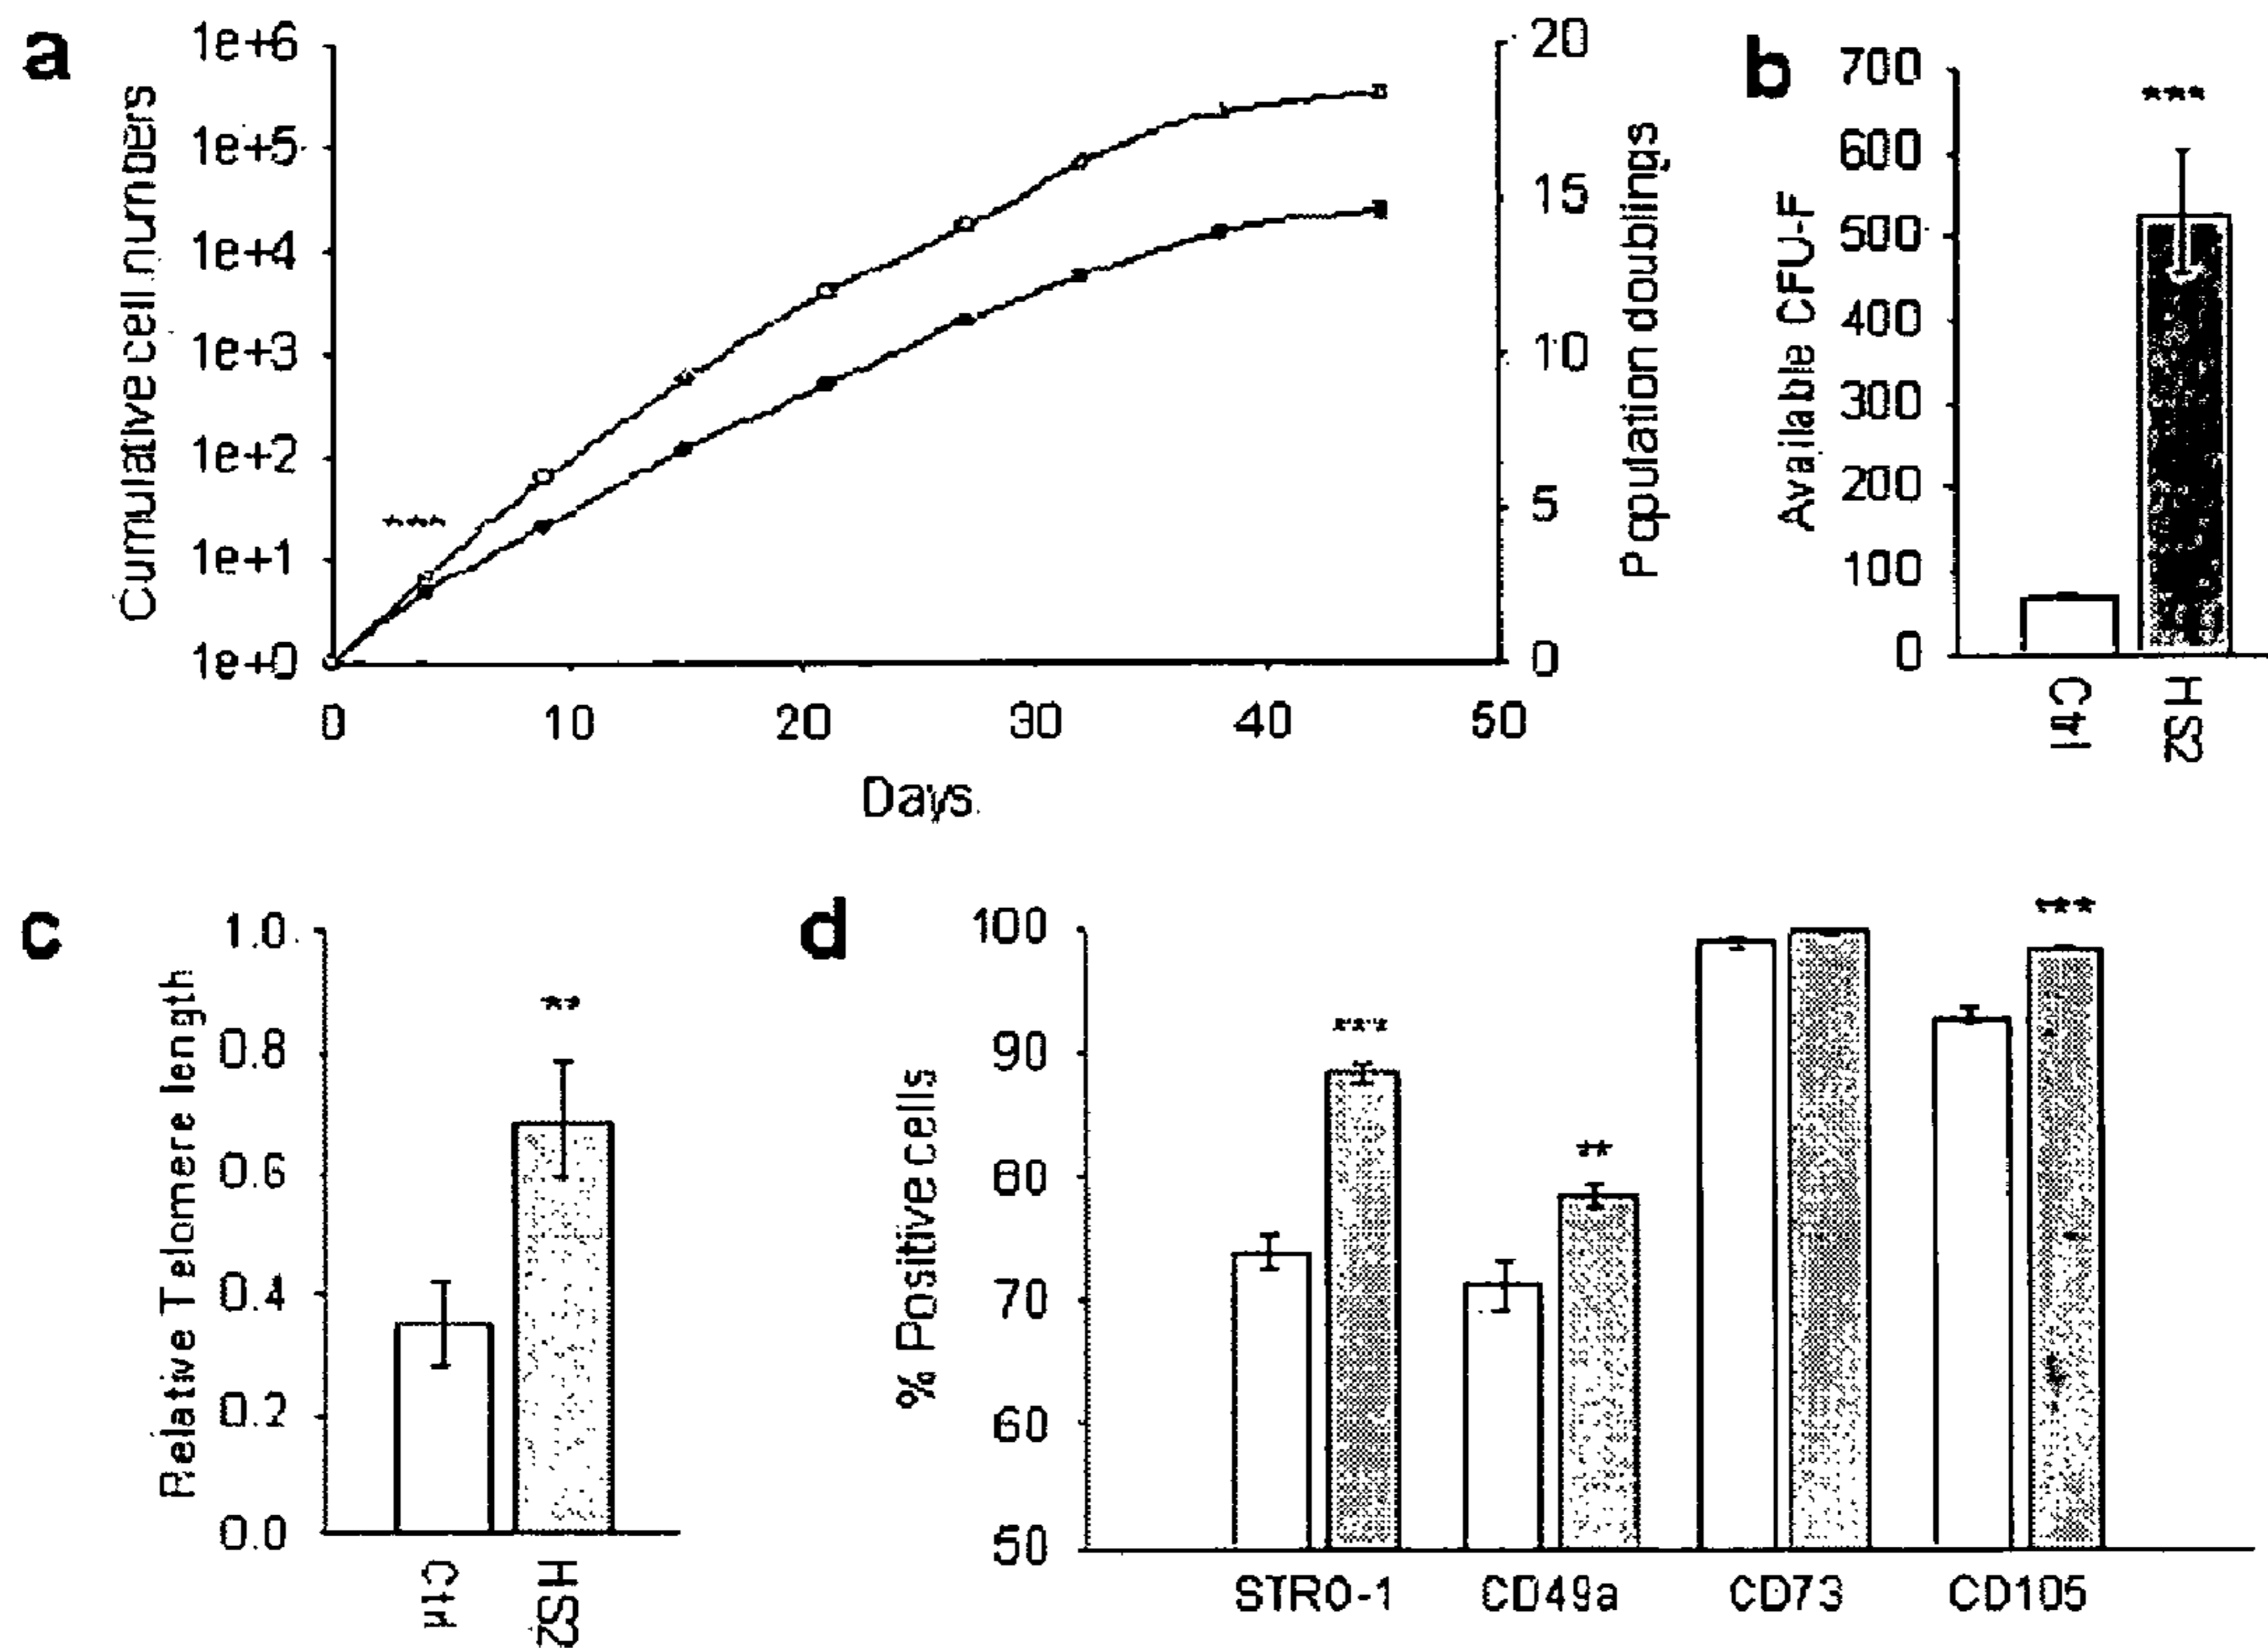 a
1e+6
1e+5
1e+4
1e+3
1e+2
1e+1
1e+0
Cumulative cell numbers
***
20
15
10
5
0
Population doublings
0 10 20 30 40 50
Days
b
700
600
500
400
300
200
100
0
Available CFU-F
***
Ctrl
HS2
c
1.0
0.8
0.6
0.4
0.2
0.0
Relative Telomere length
**
Ctrl
HS2
d
100
90
80
70
60
50
% Positive cells
***
**
***
STRO-1 CD49a CD73 CD105